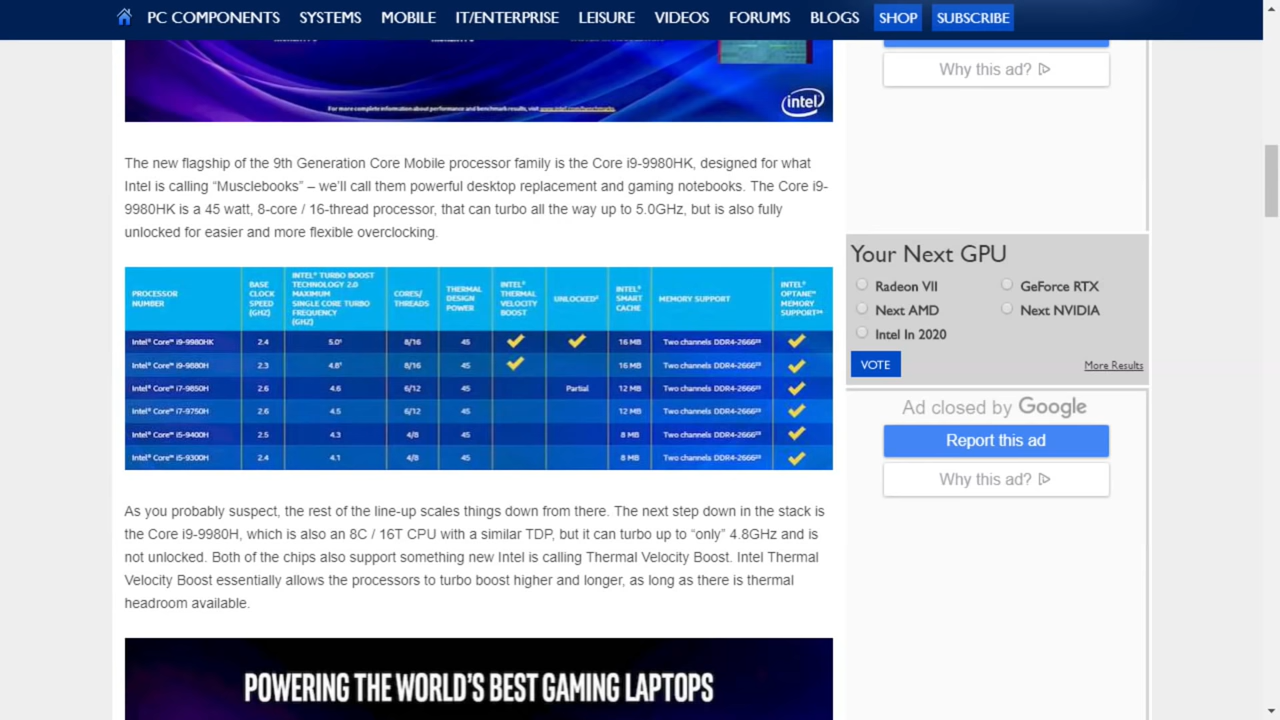 PC COMPONENTS SYSTEMS MOBILE IT/ENTERPRISE LEISURE VIDEOS FORUMS BLOGS SHOP SUBSCRIBE
For more complete information about performance and benchmark results, visit www.intel.com/benchmarks.
intel
The new flagship of the 9th Generation Core Mobile processor family is the Core i9-9980HK, designed for what
Intel is calling “Musclebooks” – we’ll call them powerful desktop replacement and gaming notebooks. The Core i9-
9980HK is a 45 watt, 8-core / 16-thread processor, that can turbo all the way up to 5.0GHz, but is also fully
unlocked for easier and more flexible overclocking.
PROCESSOR NUMBER
BASE CLOCK SPEED (GHZ)
INTEL® TURBO BOOST TECHNOLOGY 2.0 MAXIMUM SINGLE CORE TURBO FREQUENCY (GHZ)
CORES/ THREADS
THERMAL DESIGN POWER
INTEL® THERMAL VELOCITY BOOST
UNLOCKED²
INTEL® SMART CACHE
MEMORY SUPPORT
INTEL® OPTANE™ MEMORY SUPPORT
Intel® Core™ i9-9980HK 2.4 5.0 8/16 45 ✓ ✓ 16 MB Two channels DDR4-2666 ✓
Intel® Core™ i9-9880H 2.3 4.8 8/16 45 ✓ 16 MB Two channels DDR4-2666 ✓
Intel® Core™ i7-9850H 2.6 4.6 6/12 45 Partial 12 MB Two channels DDR4-2666 ✓
Intel® Core™ i7-9750H 2.6 4.5 6/12 45 12 MB Two channels DDR4-2666 ✓
Intel® Core™ i5-9400H 2.5 4.3 4/8 45 8 MB Two channels DDR4-2666 ✓
Intel® Core™ i5-9300H 2.4 4.1 4/8 45 8 MB Two channels DDR4-2666 ✓
As you probably suspect, the rest of the line-up scales things down from there. The next step down in the stack is
the Core i9-9980H, which is also an 8C / 16T CPU with a similar TDP, but it can turbo up to “only” 4.8GHz and is
not unlocked. Both of the chips also support something new Intel is calling Thermal Velocity Boost. Intel Thermal
Velocity Boost essentially allows the processors to turbo boost higher and longer, as long as there is thermal
headroom available.
POWERING THE WORLD'S BEST GAMING LAPTOPS
Why this ad?
Your Next GPU
Radeon VII GeForce RTX
Next AMD Next NVIDIA
Intel In 2020
VOTE More Results
Ad closed by Google
Report this ad
Why this ad?